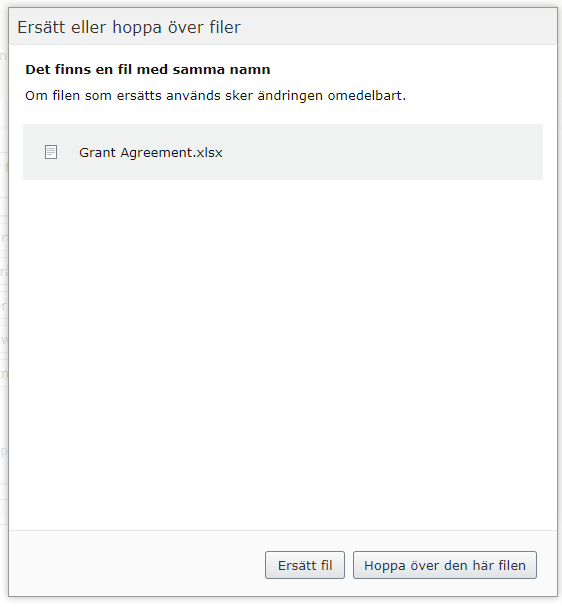 Ersätt eller hoppa över filer
Det finns en fil med samma namn
Om filen som ersätts används sker ändringen omedelbart.
Grant Agreement.xlsx
Ersätt fil
Hoppa över den här filen